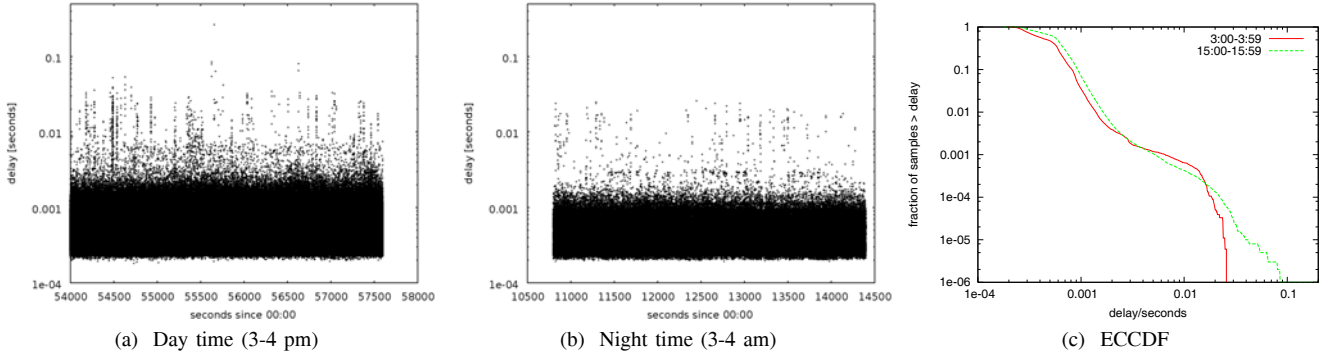 0.1
0.01
0.001
1e-04
delay [seconds]
54000 54500 55000 55500 56000 56500 57000 57500 58000
seconds since 00:00
(a) Day time (3-4 pm)
0.1
0.01
0.001
1e-04
delay [seconds]
10500 11000 11500 12000 12500 13000 13500 14000 14500
seconds since 00:00
(b) Night time (3-4 am)
1
0.1
0.01
0.001
1e-04
1e-05
1e-06
fraction of samples > delay
3:00-3:59
15:00-15:59
1e-04 0.001 0.01 0.1
delay/seconds
(c) ECCDF